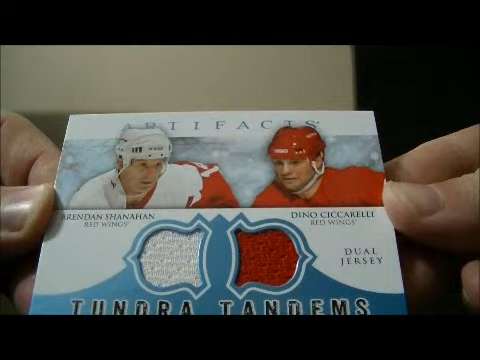 ARTIFACTS
BRENDAN SHANAHAN
RED WINGS'
DINO CICCARELLI
RED WINGS'
DUAL
JERSEY
TUNDRA TANDEMS